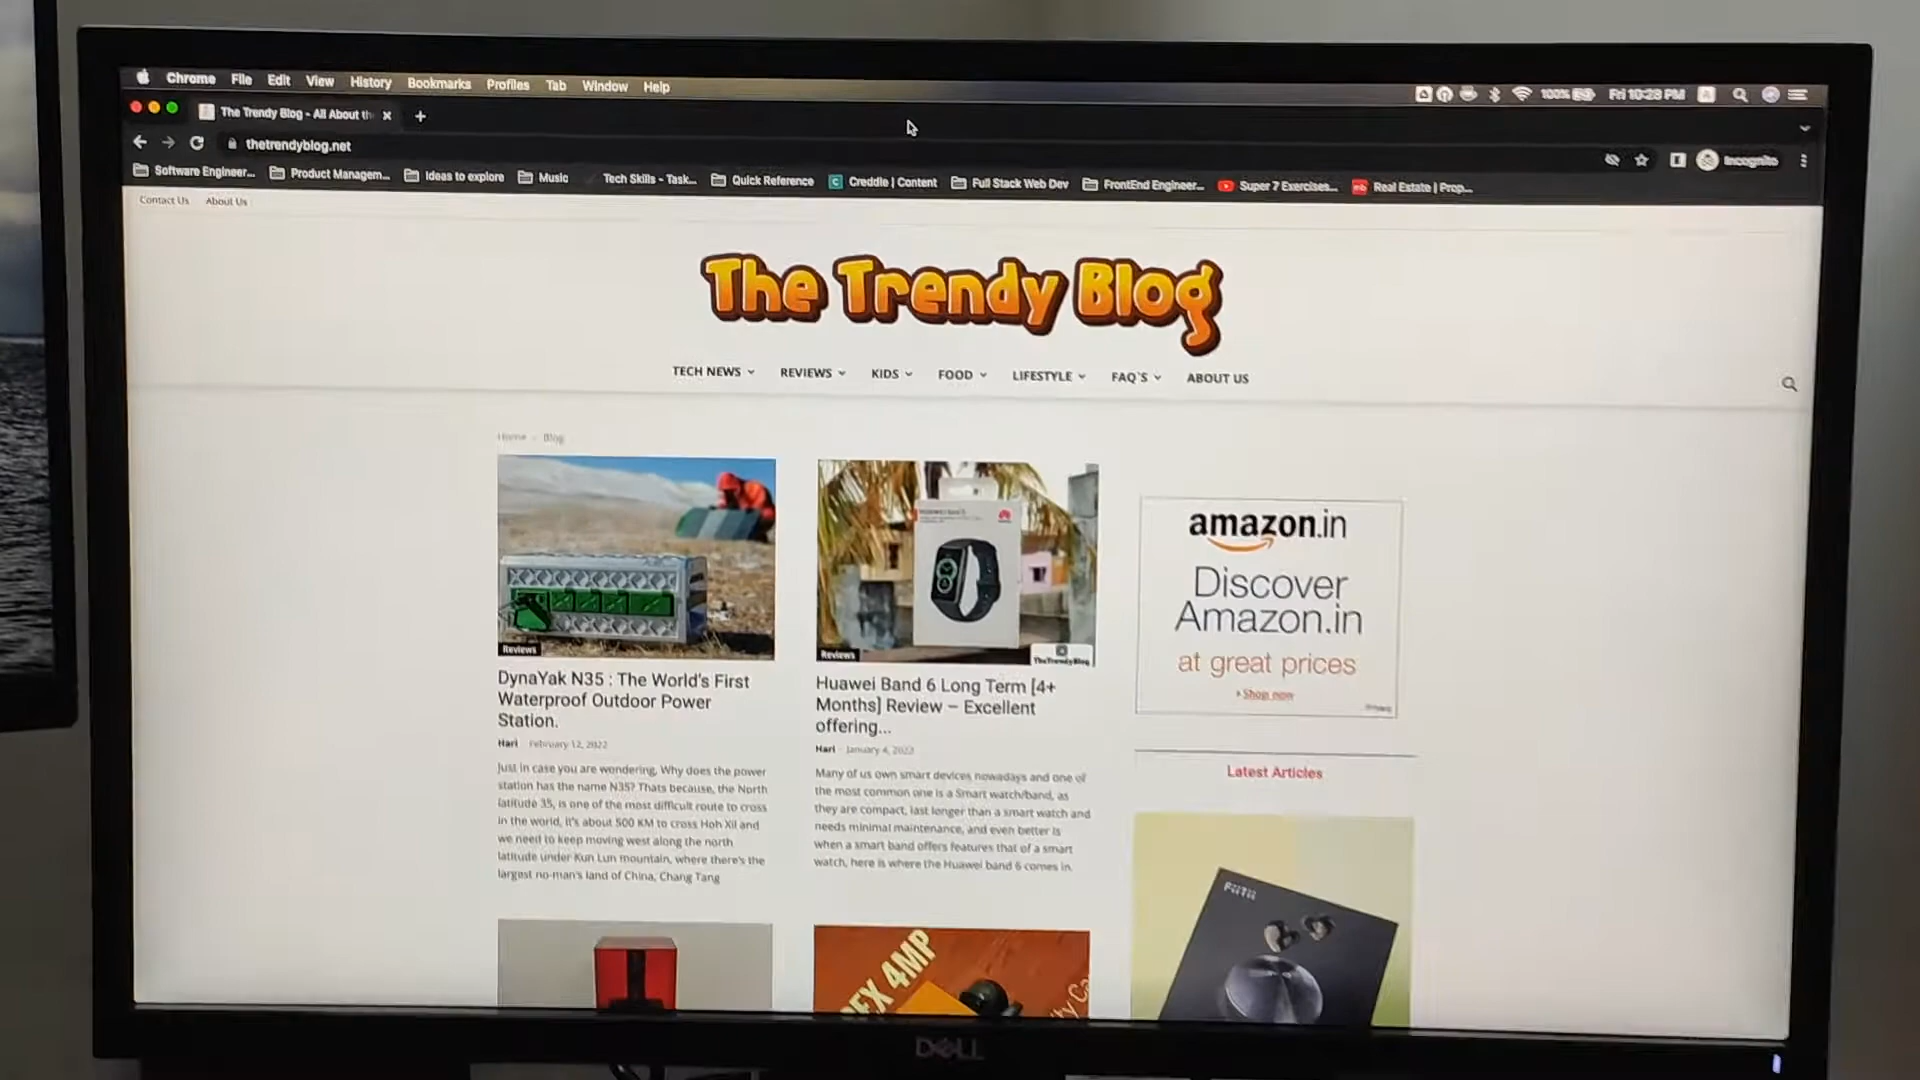 Chrome File Edit View History Bookmarks Profiles Tab Window Help
100% Fri 10:28 PM
The Trendy Blog - All About th
thetrendyblog.net
Incognito
Software Engineer... Product Managem... Ideas to explore Music Tech Skills - Task... Quick Reference Creddle | Content Full Stack Web Dev FrontEnd Engineer... Super 7 Exercises... Real Estate | Prop...
Contact Us About Us
The Trendy Blog
TECH NEWS REVIEWS KIDS FOOD LIFESTYLE FAQ'S ABOUT US
Home Blog
Reviews
DynaYak N35 : The World's First
Waterproof Outdoor Power
Station.
Hari - February 12, 2022
Just in case you are wondering, Why does the power
station has the name N35? Thats because, the North
latitude 35, is one of the most difficult route to cross
in the world, it's about 500 KM to cross Hoh Xil and
we need to keep moving west along the north
latitude under Kun Lun mountain, where there's the
largest no-man's land of China, Chang Tang
Reviews
TheTrendyBlog
Huawei Band 6 Long Term [4+
Months] Review – Excellent
offering...
Hari - January 4, 2022
Many of us own smart devices nowadays and one of
the most common one is a Smart watch/band, as
they are compact, last longer than a smart watch and
needs minimal maintenance, and even better is
when a smart band offers features that of a smart
watch, here is where the Huawei band 6 comes in.
amazon.in
Discover
Amazon.in
at great prices
Shop now
Privacy
Latest Articles
FIITII
EX 4MP
DELL